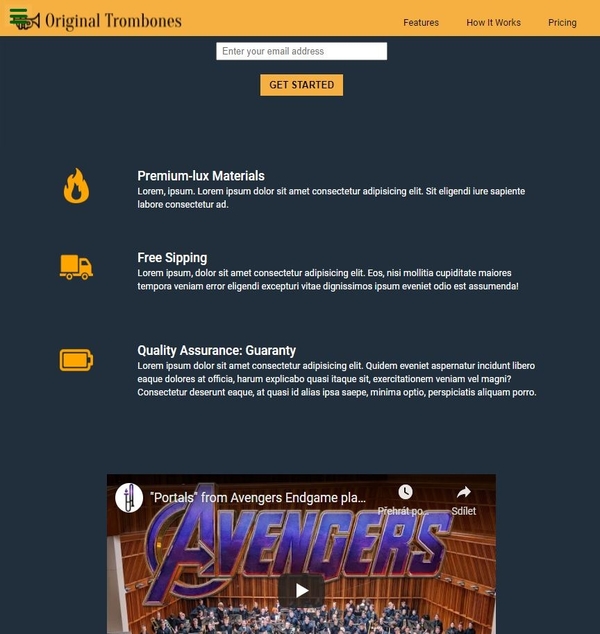 Original Trombones
Features
How It Works
Pricing
Enter your email address
GET STARTED
Premium-lux Materials
Lorem, ipsum. Lorem ipsum dolor sit amet consectetur adipisicing elit. Sit eligendi iure sapiente
labore consectetur ad.
Free Sipping
Lorem ipsum, dolor sit amet consectetur adipisicing elit. Eos, nisi mollitia cupiditate maiores
tempora veniam error eligendi excepturi vitae dignissimos ipsum eveniet odio est assumenda!
Quality Assurance: Guaranty
Lorem ipsum dolor sit amet consectetur adipisicing elit. Quidem eveniet aspernatur incidunt libero
eaque dolores at officia, harum explicabo quasi itaque sit, exercitationem veniam vel magni?
Consectetur deserunt eaque, at quasi id alias ipsa saepe, minima optio, perspiciatis aliquam porro.
"Portals" from Avengers Endgame pla...
Přehrát po...
Sdílet
AVENGERS